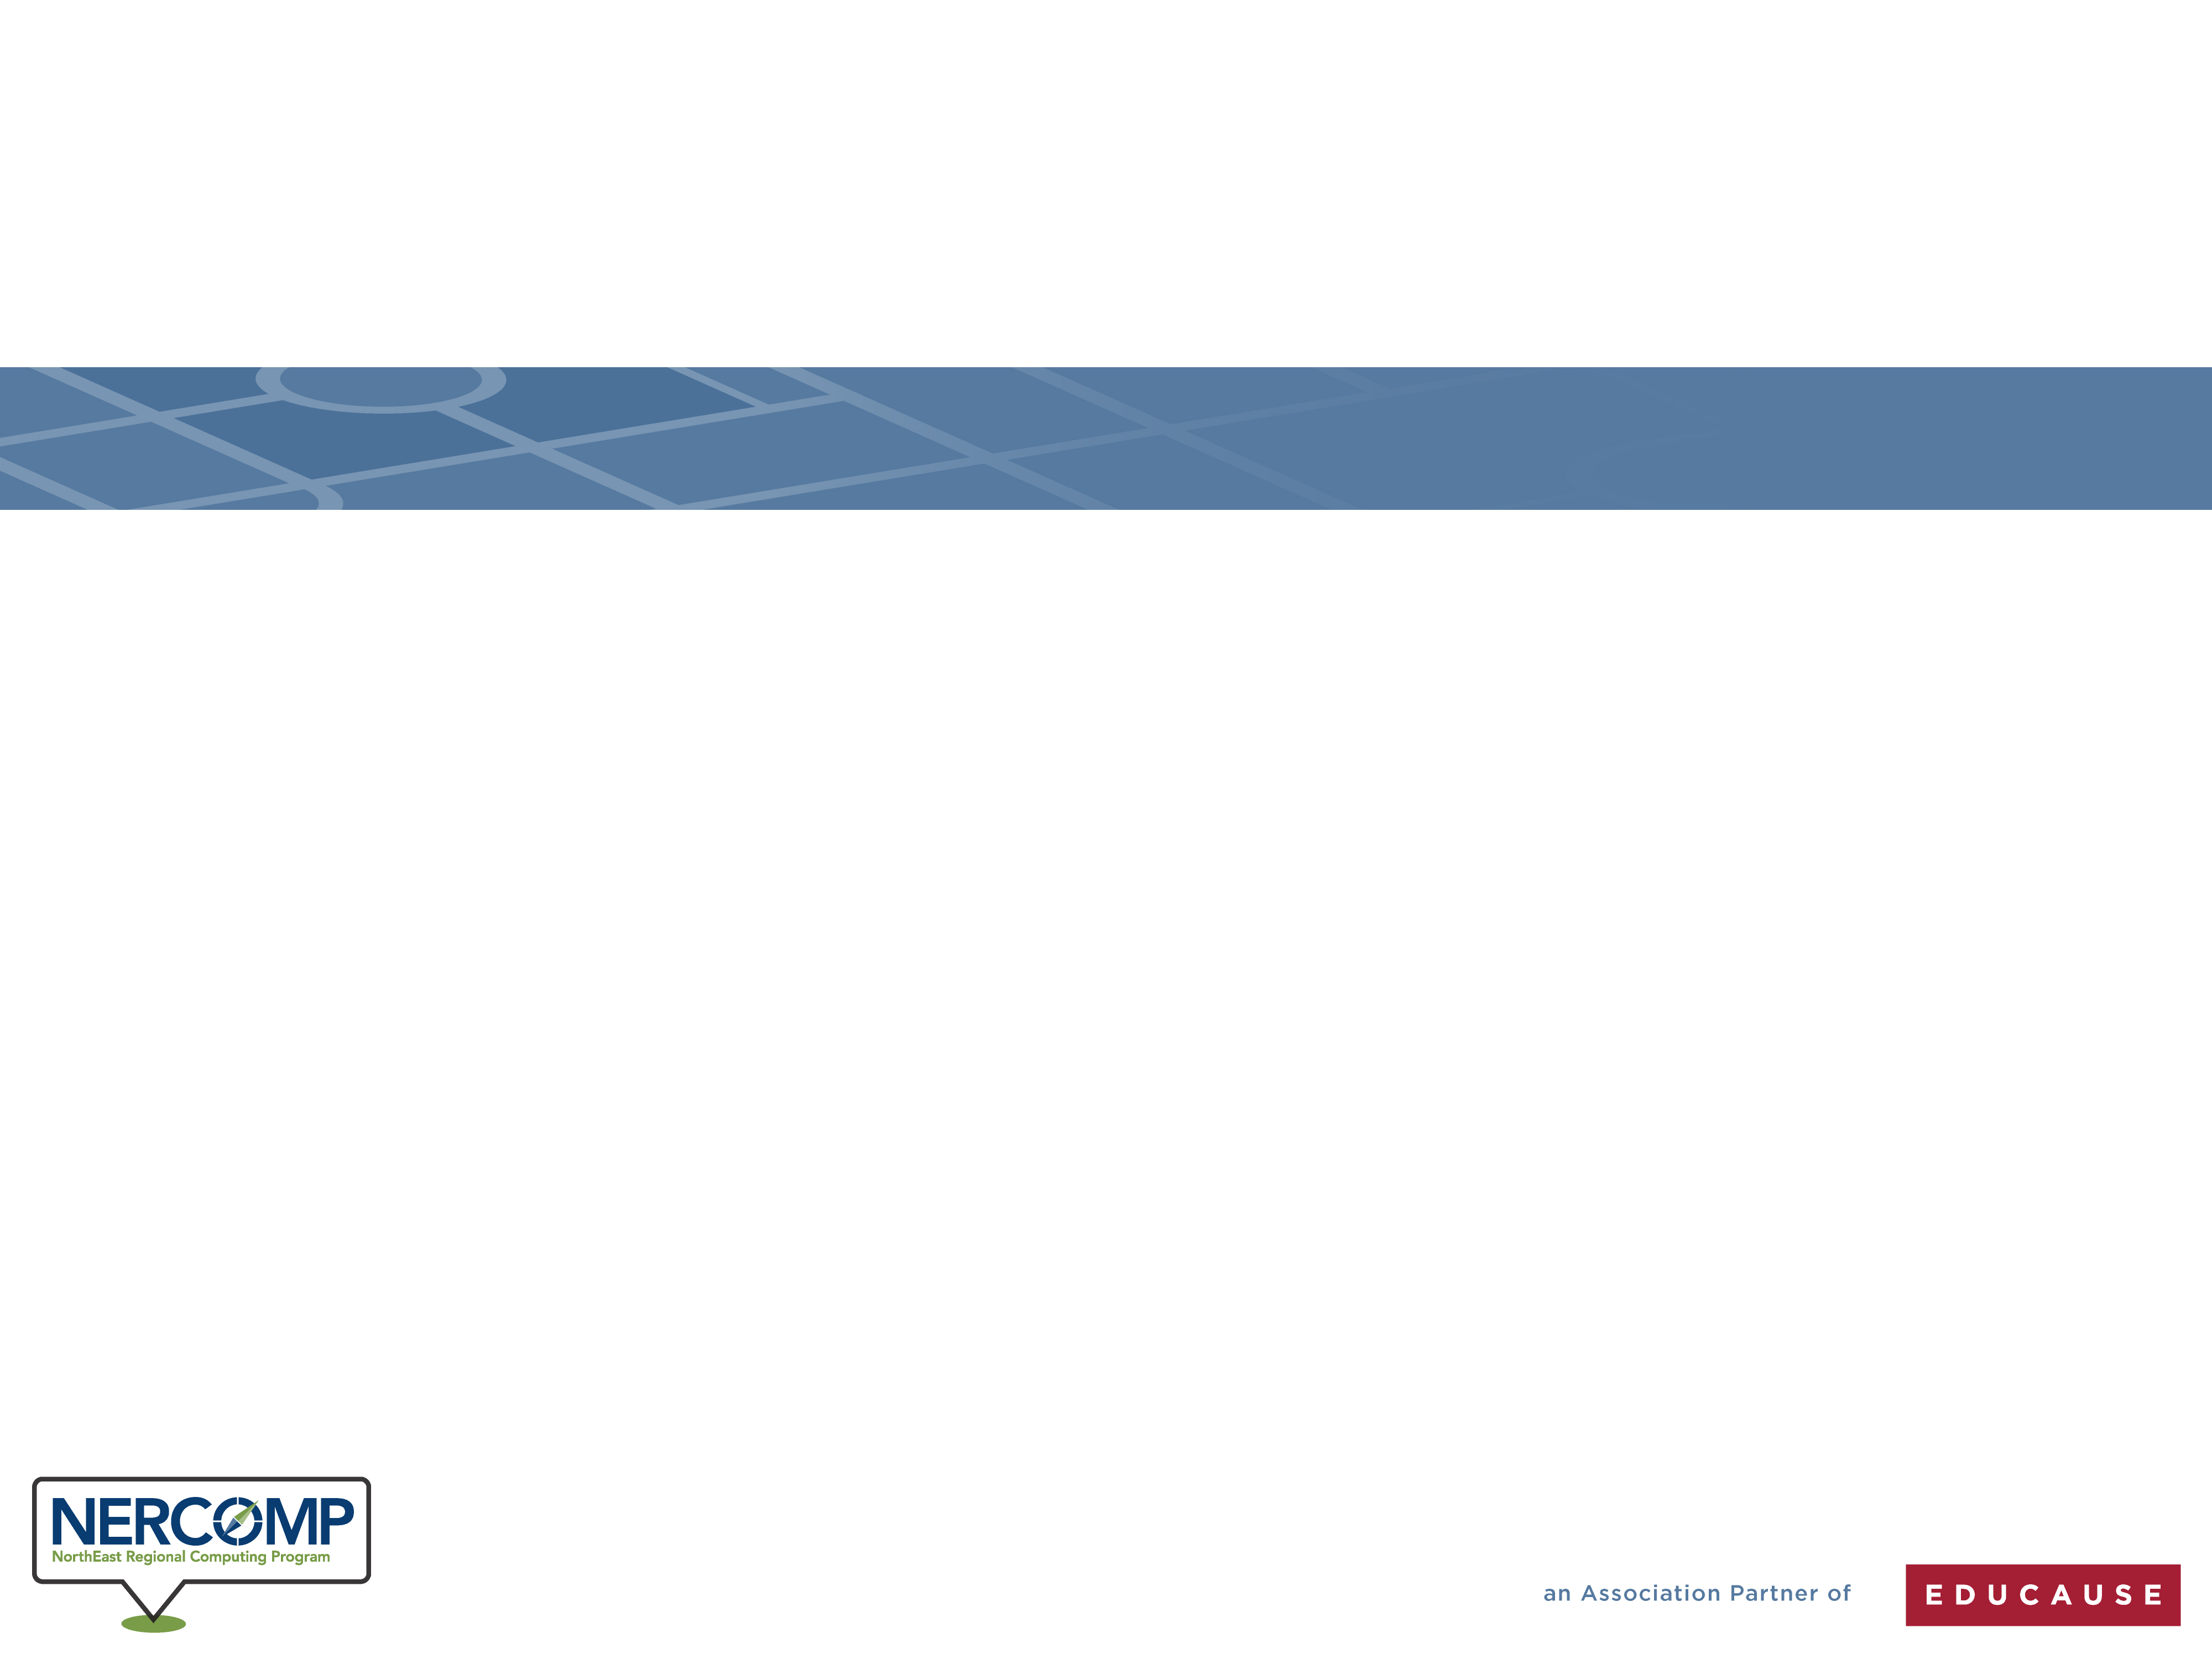 NERCOMP
NorthEast Regional Computing Program
an Association Partner of
EDUCAUSE